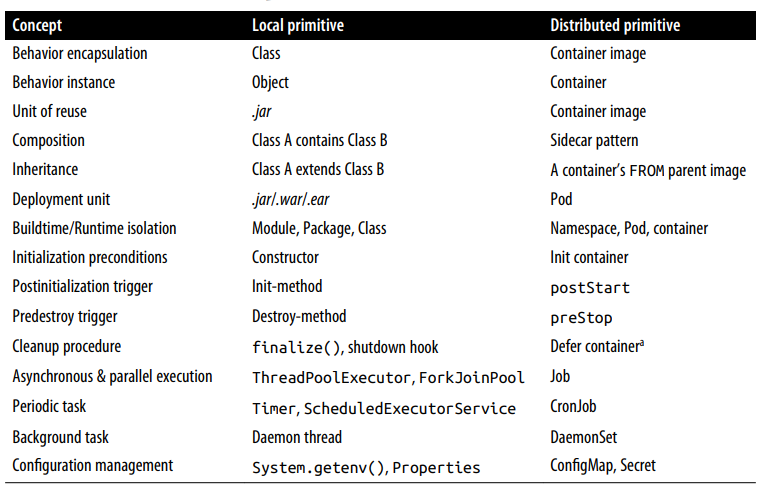 Concept Local primitive Distributed primitive
Behavior encapsulation Class Container image
Behavior instance Object Container
Unit of reuse .jar Container image
Composition Class A contains Class B Sidecar pattern
Inheritance Class A extends Class B A container’s FROM parent image
Deployment unit .jar/.war/.ear Pod
Buildtime/Runtime isolation Module, Package, Class Namespace, Pod, container
Initialization preconditions Constructor Init container
Postinitialization trigger Init-method postStart
Predestroy trigger Destroy-method preStop
Cleanup procedure finalize(), shutdown hook Defer containerᵃ
Asynchronous & parallel execution ThreadPoolExecutor, ForkJoinPool Job
Periodic task Timer, ScheduledExecutorService CronJob
Background task Daemon thread DaemonSet
Configuration management System.getenv(), Properties ConfigMap, Secret